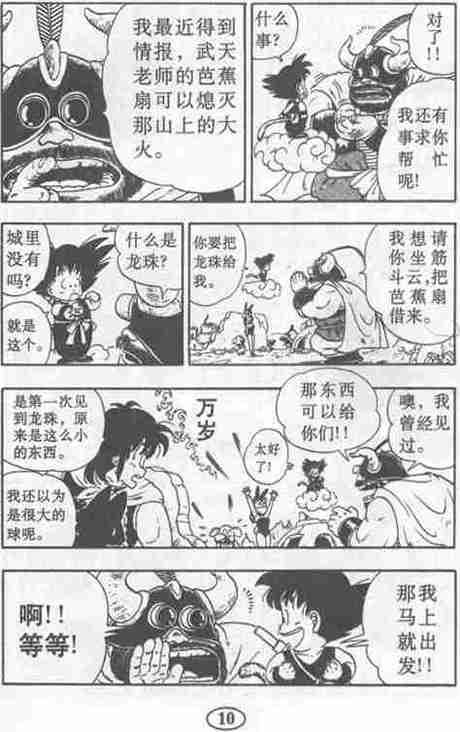 对
了!!
什么
事?
我还有
事求你
帮忙
呢!
我最近得到
情报,武天
老师的芭蕉
扇可以熄灭
那山上的大
火。
我想请
你坐筋
斗云,把
芭蕉扇
借来。
你要把
龙珠给
我。
什么是
龙珠?
城里
没有
吗?
就是
这个。
噢,我
曾经见
过。
那东西
可以给
你们!!
太好
了!
万
岁
是第一次见
到龙珠,原
来是这么小
的东西。
我还以为
是很大的
球呢。
那我
马上
就出
发!!
啊!!
等等!
10